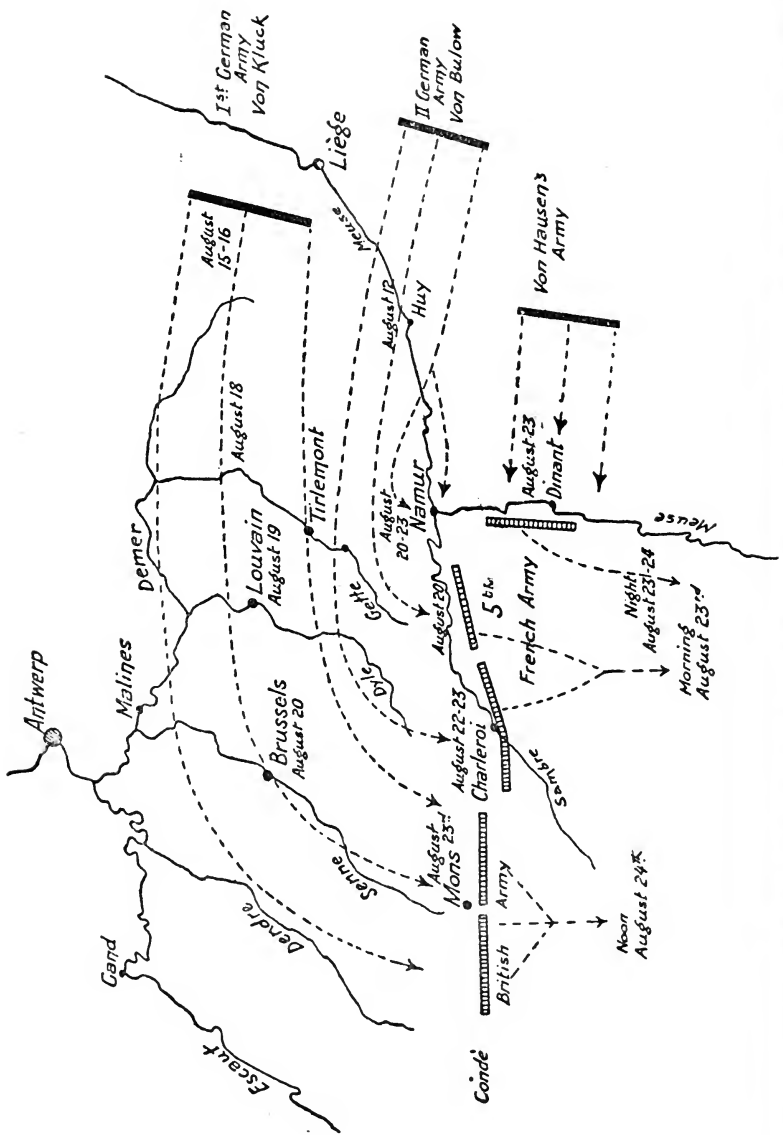 Antwerp
Gand
Escaut
Malines
Demer
Dendre
Senne
Brussels
August 20
Louvain
August 19
Dyle
Gette
Tirlemont
August 18
August
15-16
Ist German
Army
Von Kluck
Liège
Meuse
II German
Army
Von Bulow
August 12
Huy
Von Hausen's
Army
August
20-23
Namur
August 20
August 23
Dinant
Meuse
5th.
French Army
August 22-23
Charleroi
Sambre
August
23rd
Mons
British Army
Condé
Noon
August 24th
Morning
August 23rd
Night
August 23-24